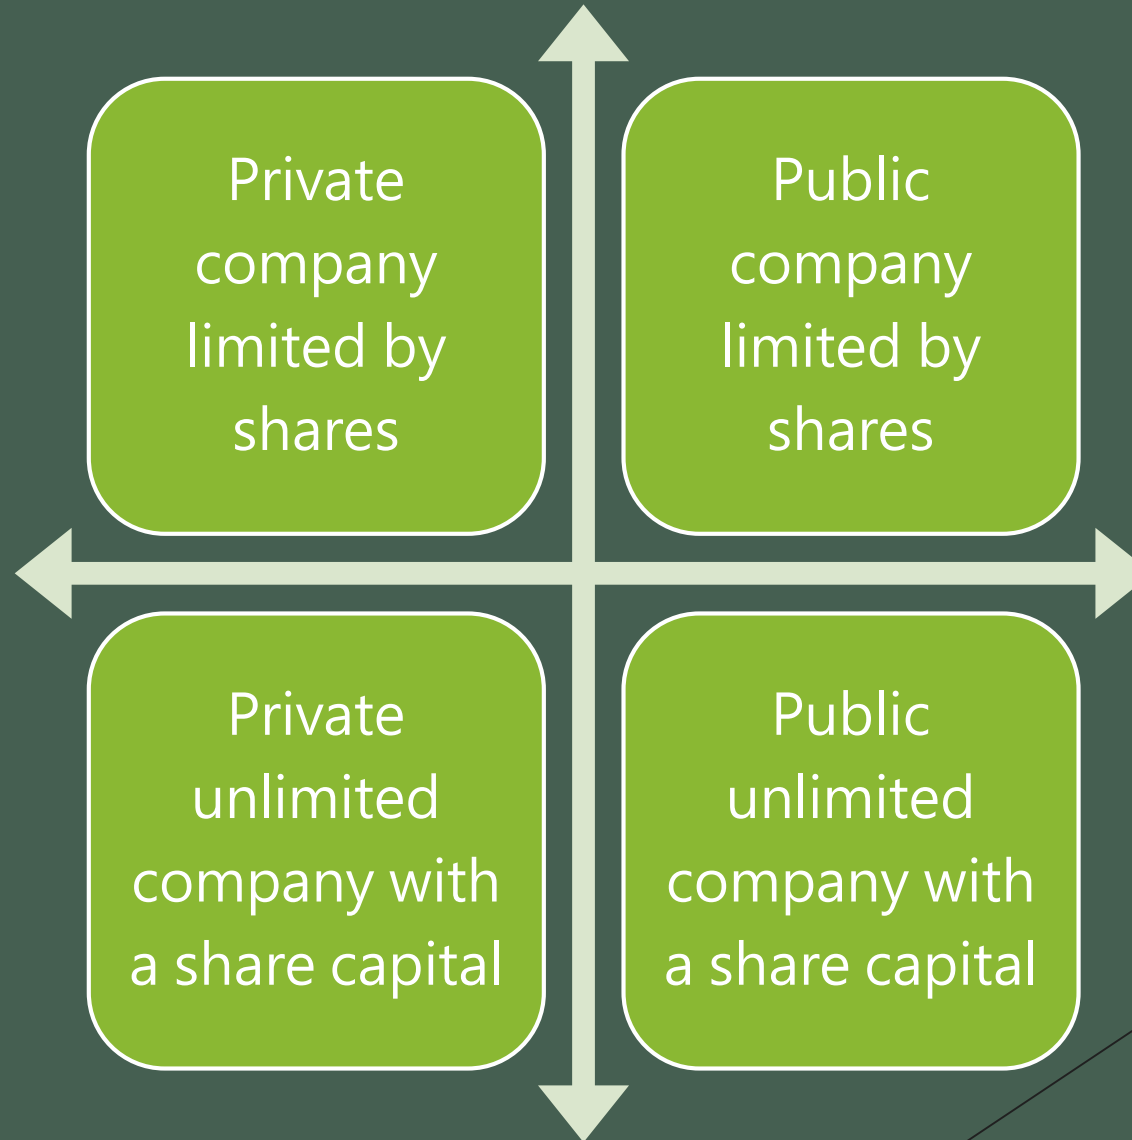 Private
company
limited by
shares
Public
company
limited by
shares
Private
unlimited
company with
a share capital
Public
unlimited
company with
a share capital